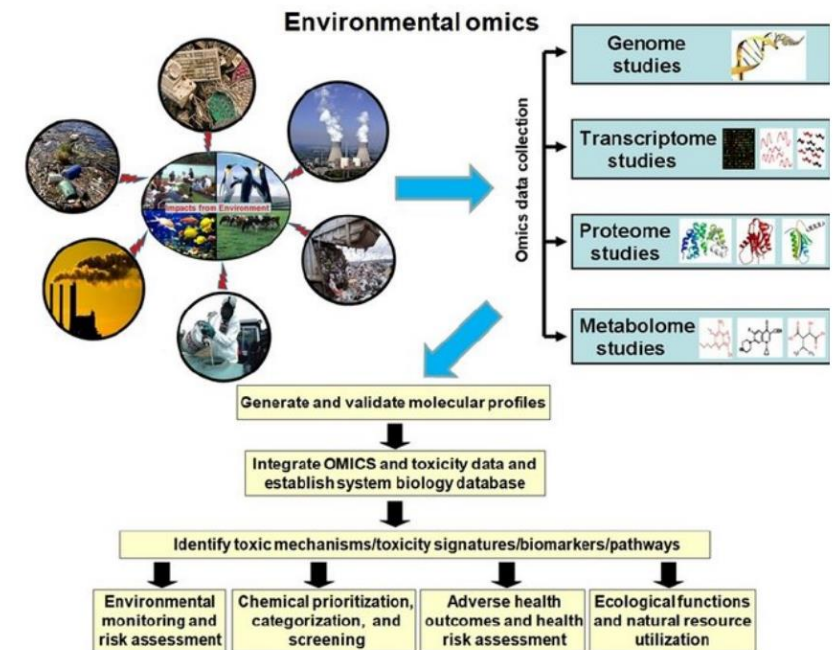 Environmental omics
Impacts from Environment
Omics data collection
Genome
studies
Transcriptome
studies
Proteome
studies
Metabolome
studies
Generate and validate molecular profiles
Integrate OMICS and toxicity data and
establish system biology database
Identify toxic mechanisms/toxicity signatures/biomarkers/pathways
Environmental
monitoring and
risk assessment
Chemical prioritization,
categorization, and
screening
Adverse health
outcomes and health
risk assessment
Ecological functions
and natural resource
utilization